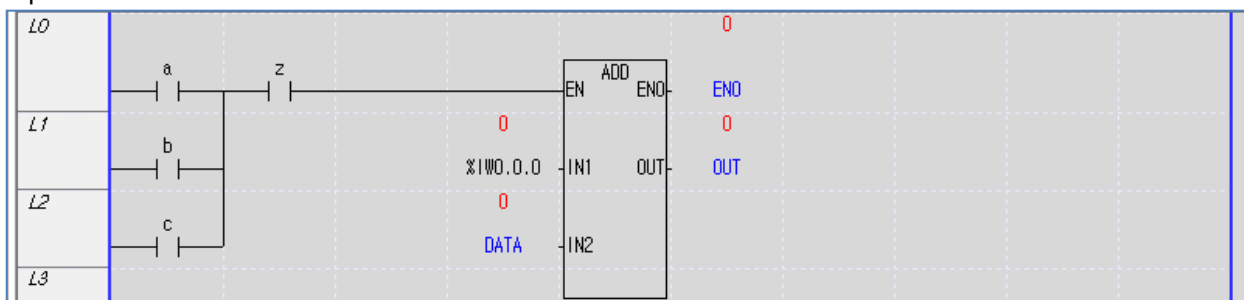 L0 0
a z ADD
EN ENO ENO
L1 0 0
b
%IW0.0.0 IN1 OUT OUT
L2 0
c
DATA IN2
L3